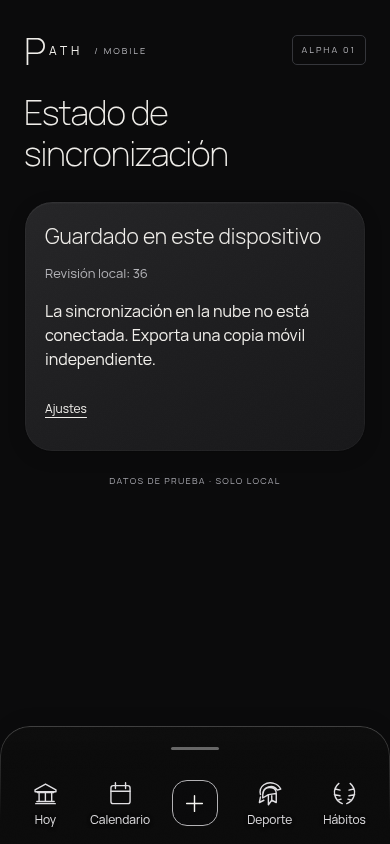 PATH / MOBILE
ALPHA 01
Estado de
sincronización
Guardado en este dispositivo
Revisión local: 36
La sincronización en la nube no está
conectada. Exporta una copia móvil
independiente.
Ajustes
DATOS DE PRUEBA · SOLO LOCAL
Hoy
Calendario
Deporte
Hábitos